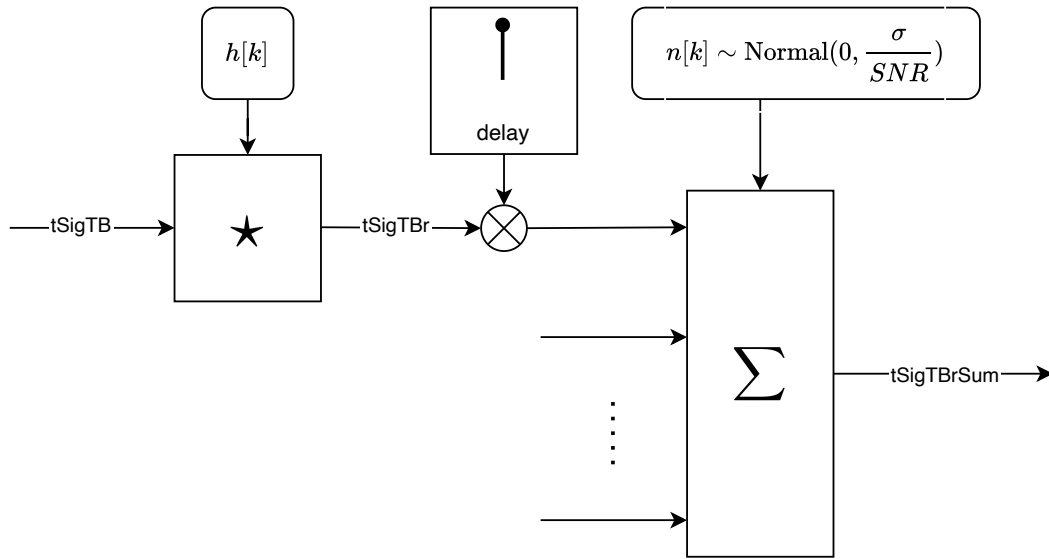 h[k]
delay
n[k] ∼ Normal(0, σ/SNR)
tSigTB
★
tSigTBr
∑
tSigTBrSum